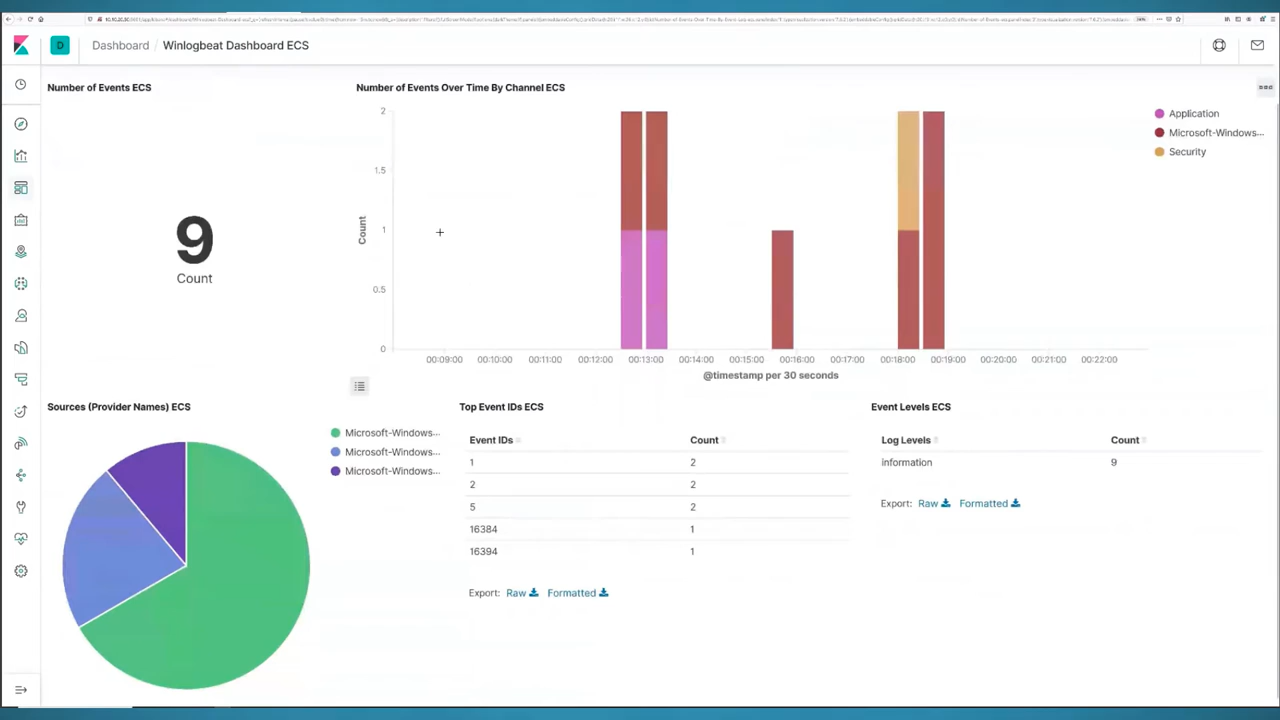 D Dashboard / Winlogbeat Dashboard ECS
Number of Events ECS
9
Count
Number of Events Over Time By Channel ECS
Count
2
1.5
1
0.5
0
00:09:00 00:10:00 00:11:00 00:12:00 00:13:00 00:14:00 00:15:00 00:16:00 00:17:00 00:18:00 00:19:00 00:20:00 00:21:00 00:22:00
@timestamp per 30 seconds
Application
Microsoft-Windows...
Security
Sources (Provider Names) ECS
Microsoft-Windows...
Microsoft-Windows...
Microsoft-Windows...
Top Event IDs ECS
Event IDs Count
1 2
2 2
5 2
16384 1
16394 1
Export: Raw Formatted
Event Levels ECS
Log Levels Count
information 9
Export: Raw Formatted